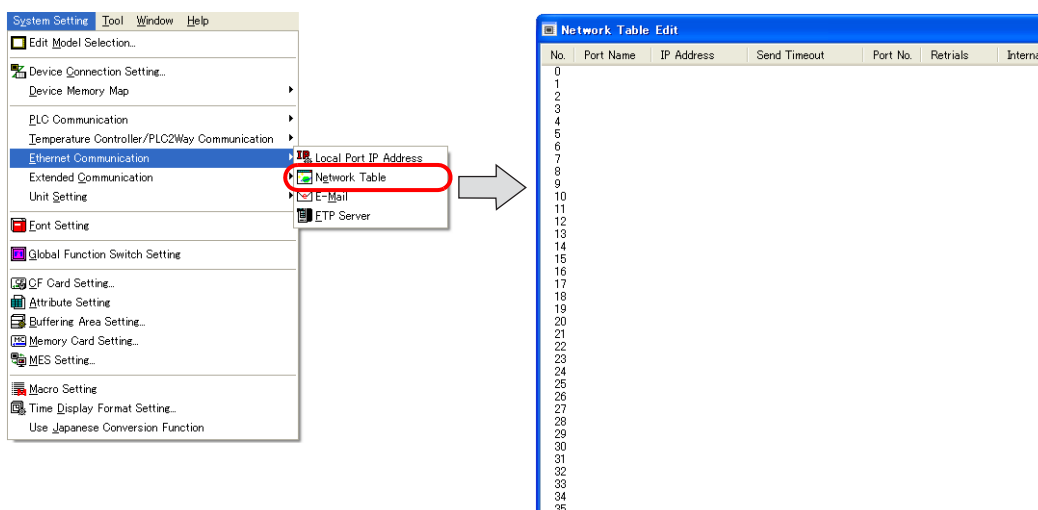 System Setting Tool Window Help
Edit Model Selection...
Device Connection Setting...
Device Memory Map
PLC Communication
Temperature Controller/PLC2Way Communication
Ethernet Communication
Extended Communication
Unit Setting
Font Setting
Global Function Switch Setting
CF Card Setting...
Attribute Setting
Buffering Area Setting...
Memory Card Setting...
MES Setting...
Macro Setting
Time Display Format Setting...
Use Japanese Conversion Function
Local Port IP Address
Network Table
E-Mail
FTP Server
Network Table Edit
No. Port Name IP Address Send Timeout Port No. Retrials Interna
0
1
2
3
4
5
6
7
8
9
10
11
12
13
14
15
16
17
18
19
20
21
22
23
24
25
26
27
28
29
30
31
32
33
34
35